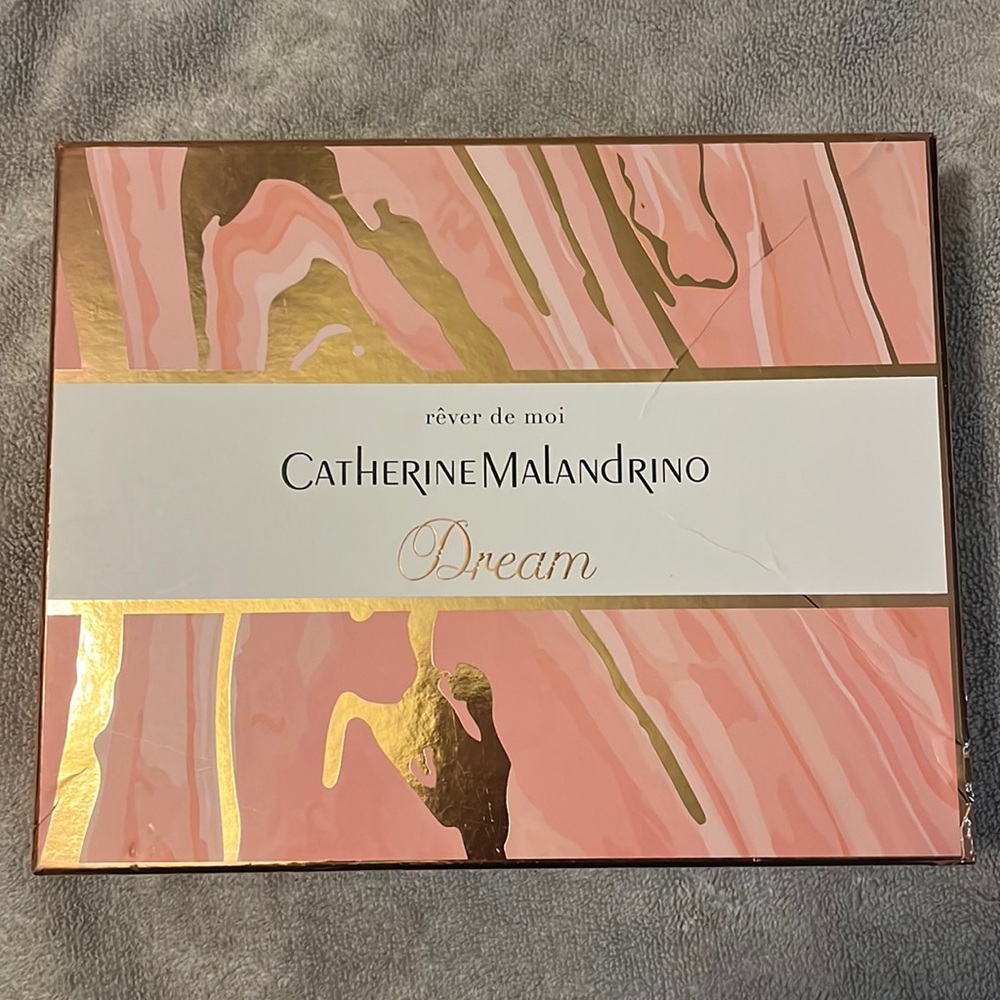 rêver de moi
CATHERINE MALANDRINO
Dream